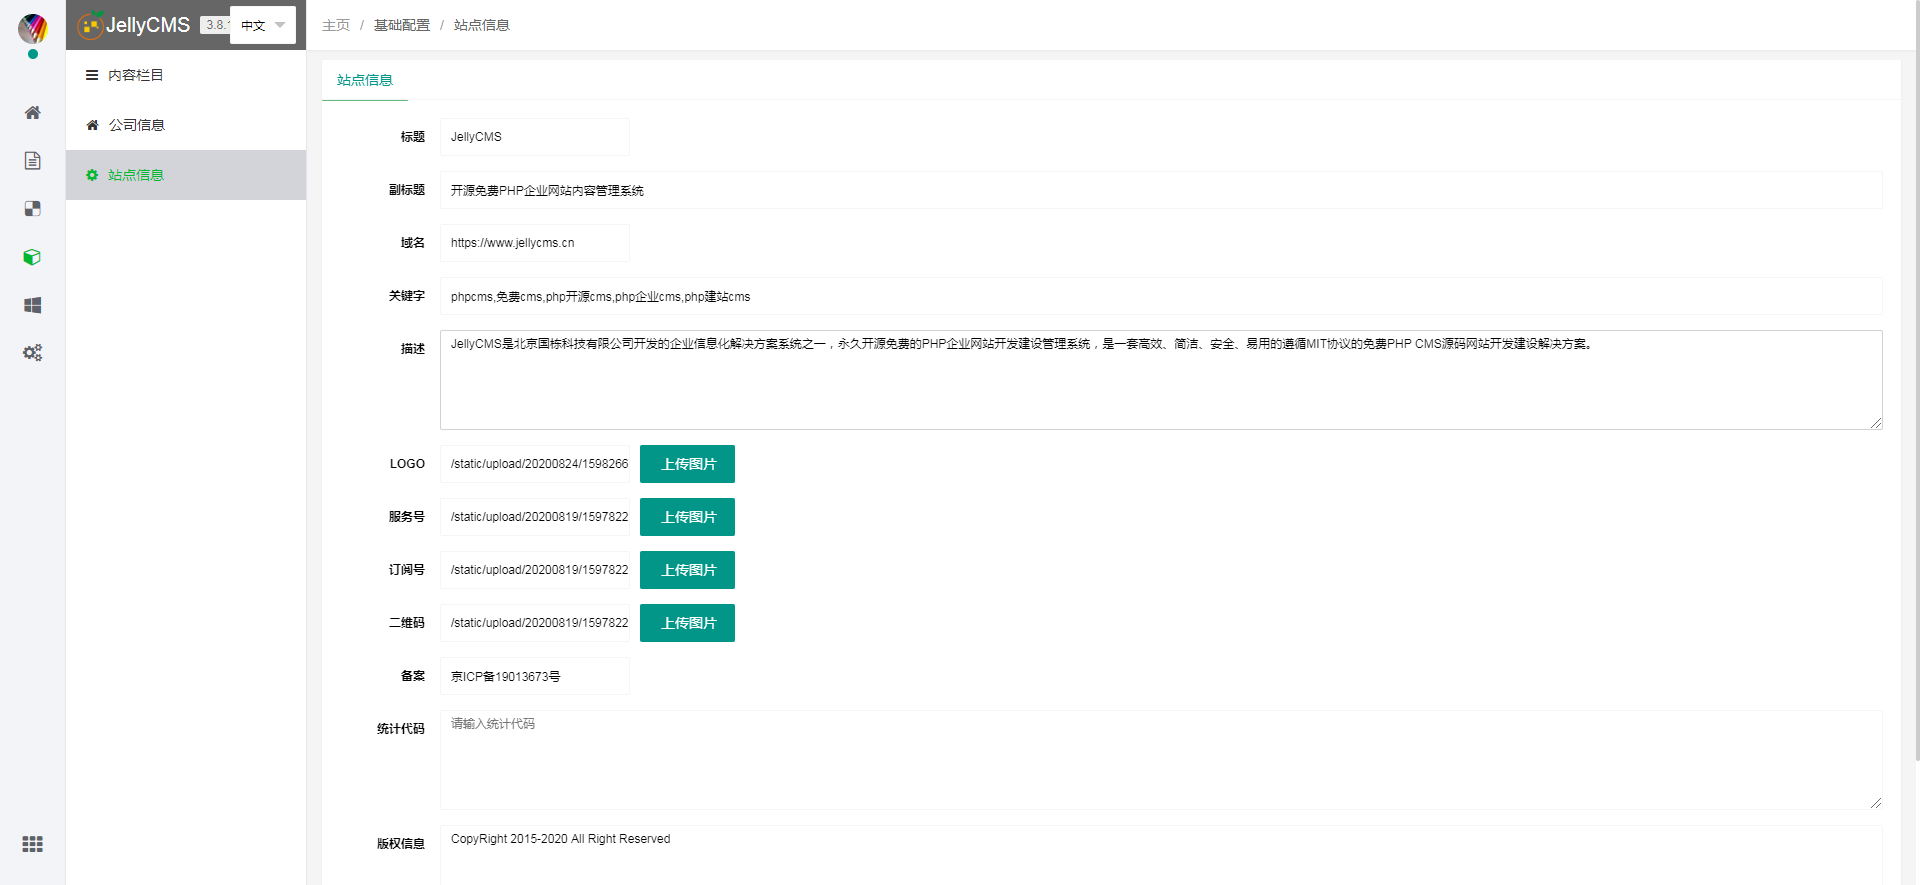 JellyCMS 3.8. 中文
主页 / 基础配置 / 站点信息
内容栏目
公司信息
站点信息
站点信息
标题 JellyCMS
副标题 开源免费PHP企业网站内容管理系统
域名 https://www.jellycms.cn
关键字 phpcms,免费cms,php开源cms,php企业cms,php建站cms
描述 JellyCMS是北京国栋科技有限公司开发的企业信息化解决方案系统之一，永久开源免费的PHP企业网站开发建设管理系统，是一套高效、简洁、安全、易用的遵循MIT协议的免费PHP CMS源码网站开发建设解决方案。
LOGO /static/upload/20200824/1598266 上传图片
服务号 /static/upload/20200819/1597822 上传图片
订阅号 /static/upload/20200819/1597822 上传图片
二维码 /static/upload/20200819/1597822 上传图片
备案 京ICP备19013673号
统计代码 请输入统计代码
版权信息 CopyRight 2015-2020 All Right Reserved